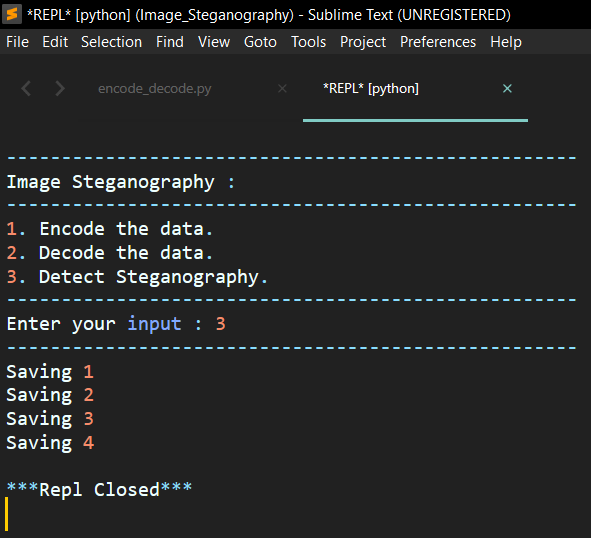 *REPL* [python] (Image_Steganography) - Sublime Text (UNREGISTERED)
File Edit Selection Find View Goto Tools Project Preferences Help
encode_decode.py × *REPL* [python] ×
----------------------------------------------------
Image Steganography :
----------------------------------------------------
1. Encode the data.
2. Decode the data.
3. Detect Steganography.
----------------------------------------------------
Enter your input : 3
----------------------------------------------------
Saving 1
Saving 2
Saving 3
Saving 4
***Repl Closed***